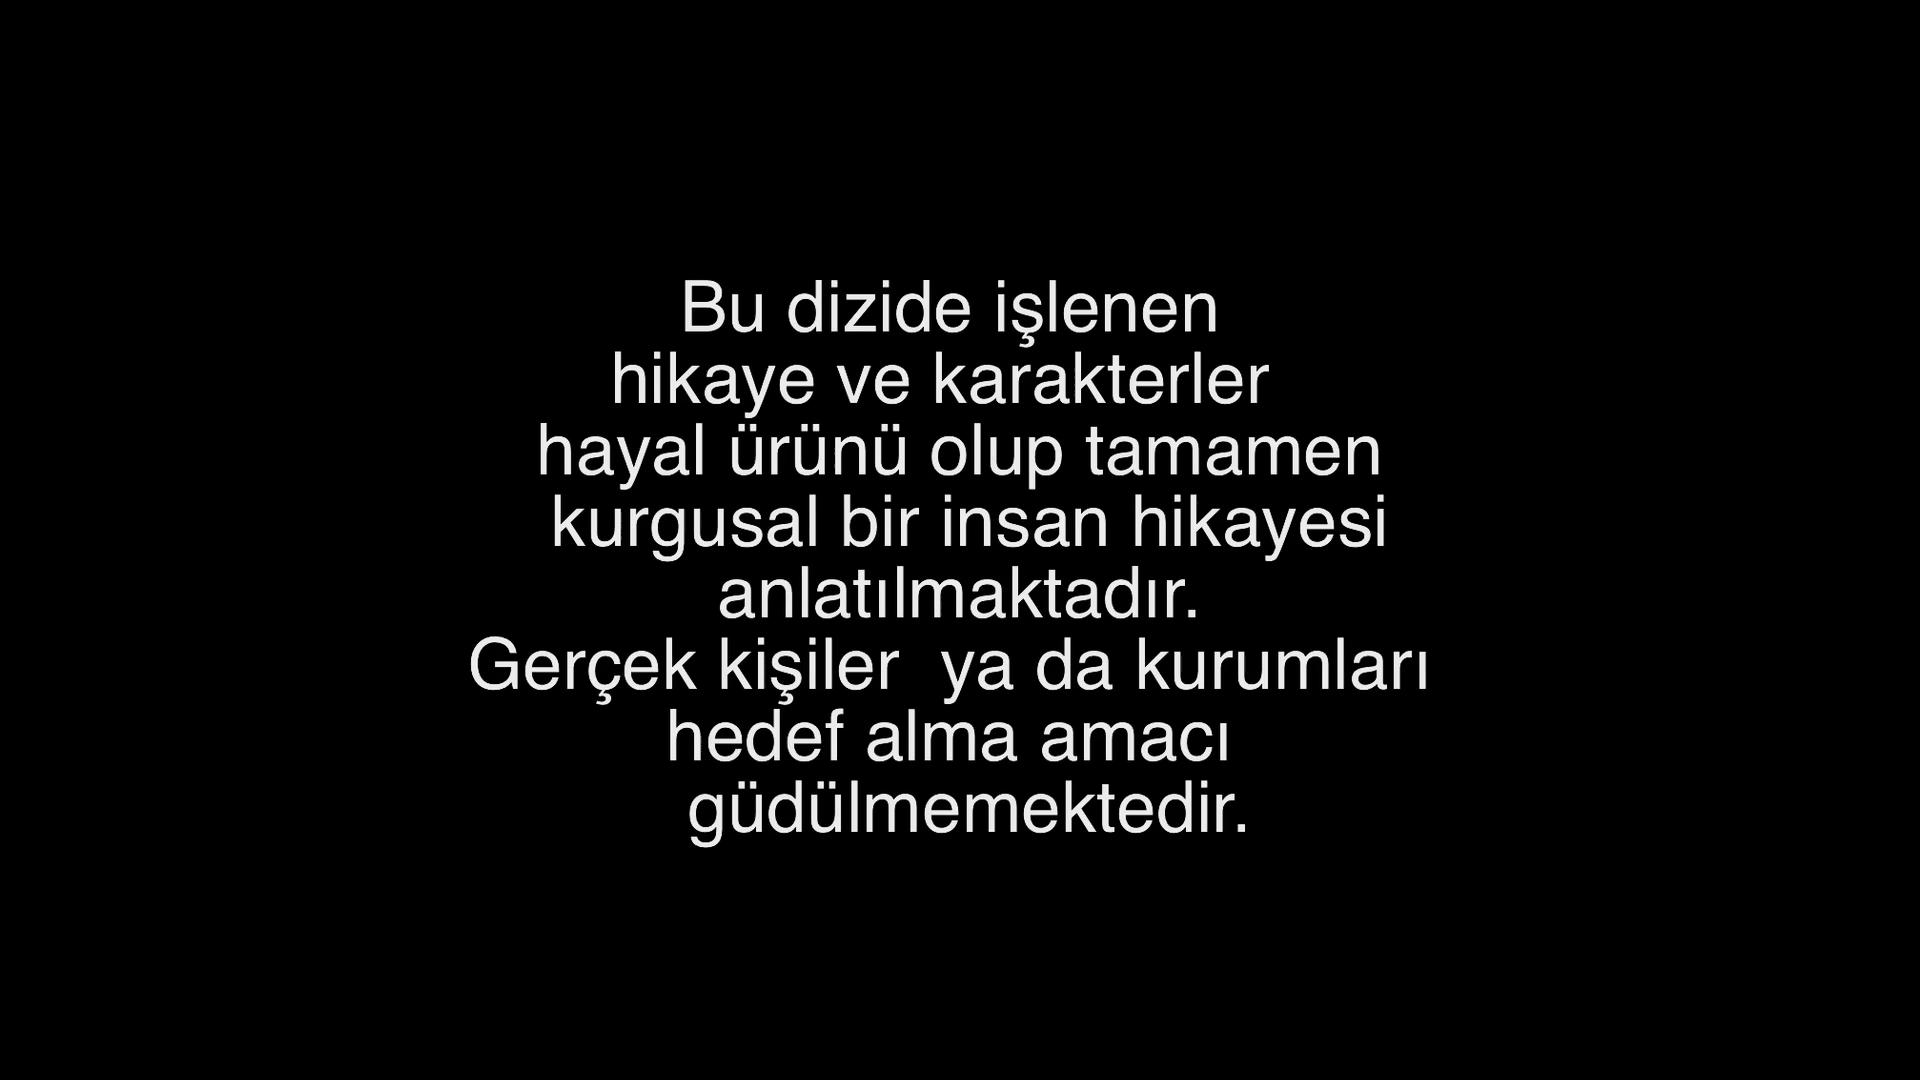 Bu dizide işlenen
hikaye ve karakterler
hayal ürünü olup tamamen
kurgusal bir insan hikayesi
anlatılmaktadır.
Gerçek kişiler  ya da kurumları
hedef alma amacı
güdülmemektedir.